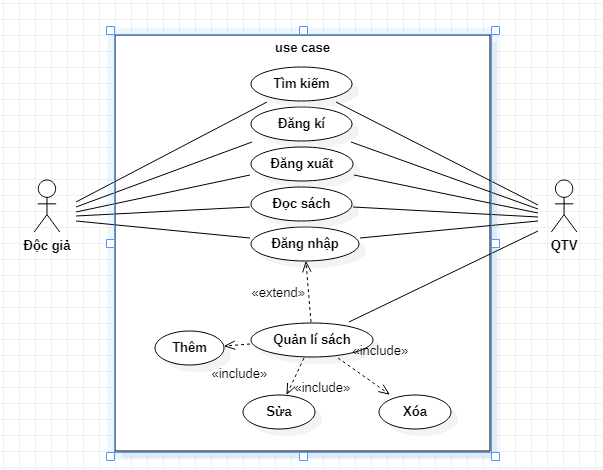 use case
Tìm kiếm
Đăng kí
Đăng xuất
Đọc sách
Đăng nhập
Độc giả
QTV
«extend»
Quản lí sách
«include»
Thêm
«include»
«include»
Sửa
Xóa